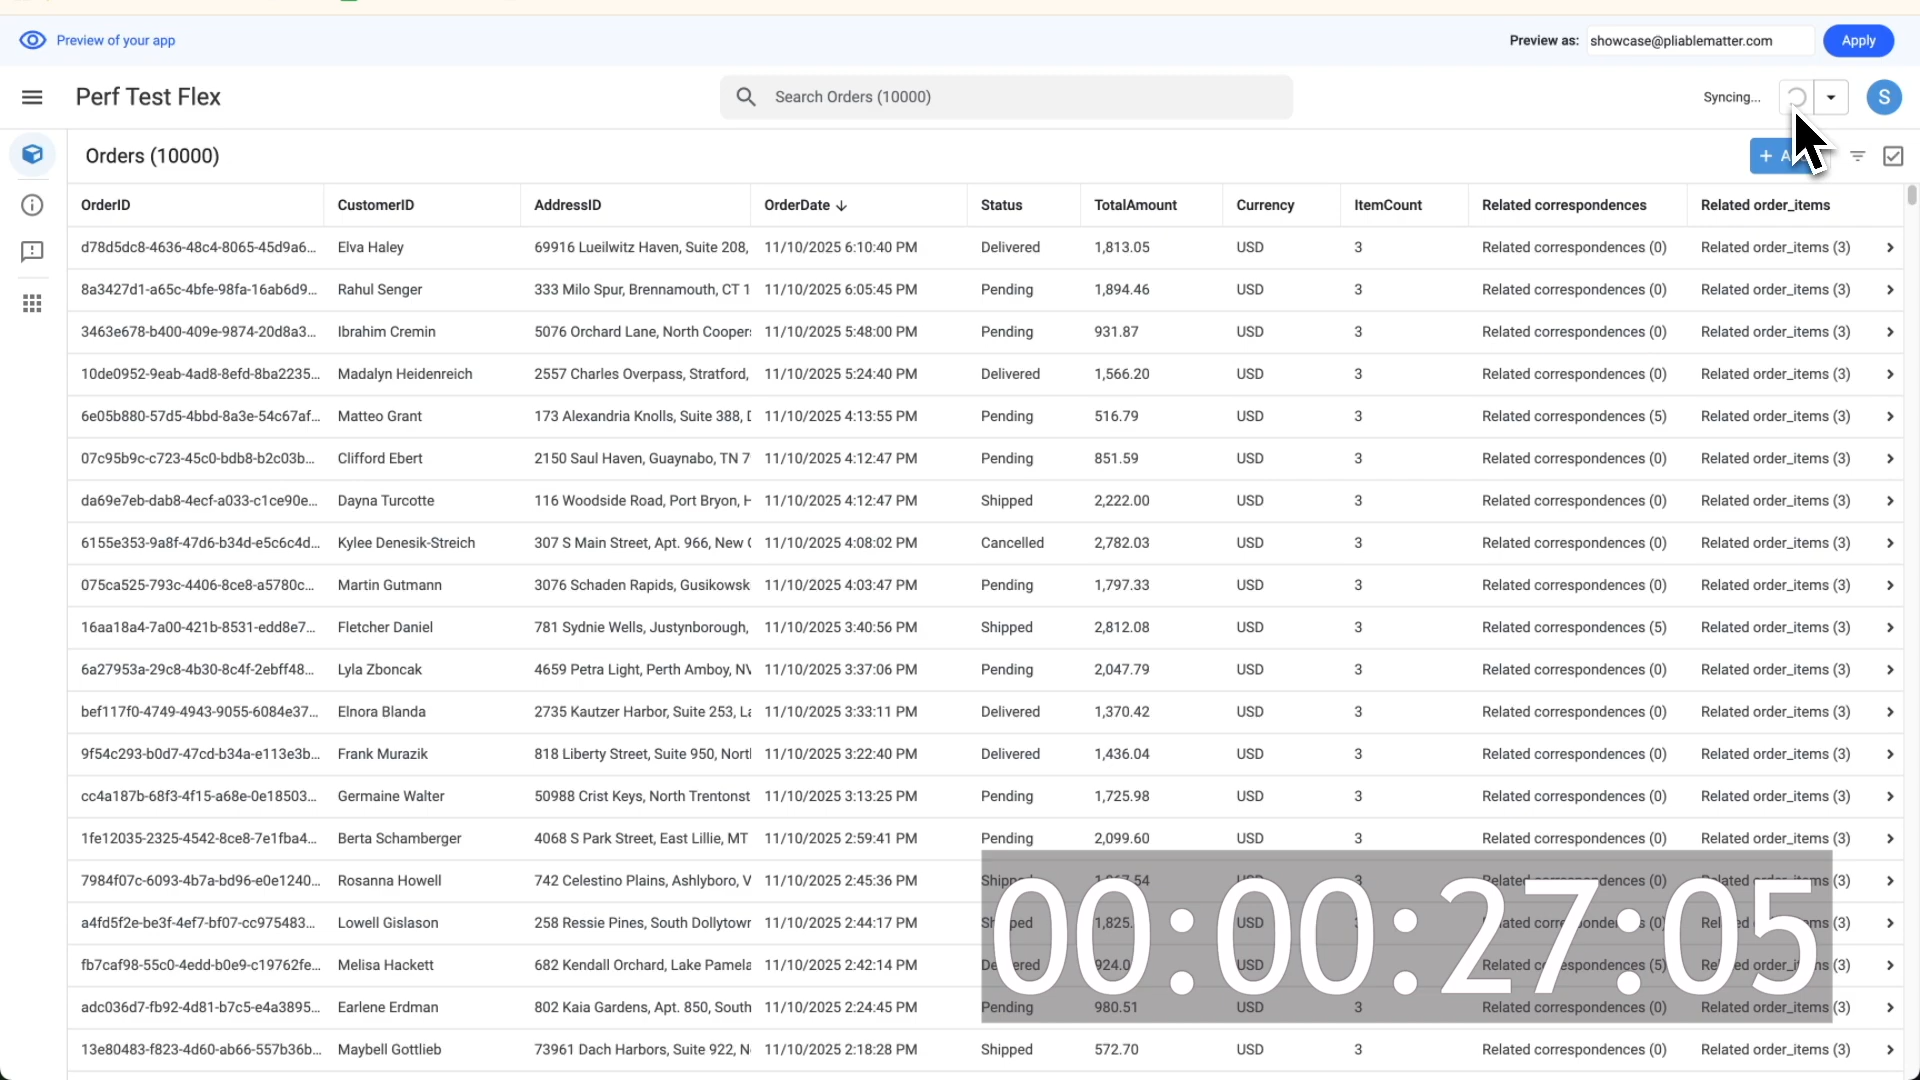 Preview of your app
Preview as: showcase@pliablematter.com Apply
Perf Test Flex
Search Orders (10000)
Syncing...
S
Orders (10000)
+
OrderID CustomerID AddressID OrderDate ↓ Status TotalAmount Currency ItemCount Related correspondences Related order_items
d78d5dc8-4636-48c4-8065-45d9a6... Elva Haley 69916 Lueilwitz Haven, Suite 208, 11/10/2025 6:10:40 PM Delivered 1,813.05 USD 3 Related correspondences (0) Related order_items (3)
8a3427d1-a65c-4bfe-98fa-16ab6d9... Rahul Senger 333 Milo Spur, Brennamouth, CT 1 11/10/2025 6:05:45 PM Pending 1,894.46 USD 3 Related correspondences (0) Related order_items (3)
3463e678-b400-409e-9874-20d8a3... Ibrahim Cremin 5076 Orchard Lane, North Cooper 11/10/2025 5:48:00 PM Pending 931.87 USD 3 Related correspondences (0) Related order_items (3)
10de0952-9eab-4ad8-8efd-8ba2235... Madalyn Heidenreich 2557 Charles Overpass, Stratford, 11/10/2025 5:24:40 PM Delivered 1,566.20 USD 3 Related correspondences (0) Related order_items (3)
6e05b880-57d5-4bbd-8a3e-54c67af... Matteo Grant 173 Alexandria Knolls, Suite 388, 11/10/2025 4:13:55 PM Pending 516.79 USD 3 Related correspondences (5) Related order_items (3)
07c95b9c-c723-45c0-bdb8-b2c03b... Clifford Ebert 2150 Saul Haven, Guaynabo, TN 7 11/10/2025 4:12:47 PM Pending 851.59 USD 3 Related correspondences (0) Related order_items (3)
da69e7eb-dab8-4ecf-a033-c1ce90e... Dayna Turcotte 116 Woodside Road, Port Bryon, 11/10/2025 4:12:47 PM Shipped 2,222.00 USD 3 Related correspondences (0) Related order_items (3)
6155e353-9a8f-47d6-b34d-e5c6c4d... Kylee Denesik-Streich 307 S Main Street, Apt. 966, New 11/10/2025 4:08:02 PM Cancelled 2,782.03 USD 3 Related correspondences (0) Related order_items (3)
075ca525-793c-4406-8ce8-a5780c... Martin Gutmann 3076 Schaden Rapids, Gusikowsk 11/10/2025 4:03:47 PM Pending 1,797.33 USD 3 Related correspondences (0) Related order_items (3)
16aa18a4-7a00-421b-8531-edd8e7... Fletcher Daniel 781 Sydnie Wells, Justynborough, 11/10/2025 3:40:56 PM Shipped 2,812.08 USD 3 Related correspondences (5) Related order_items (3)
6a27953a-29c8-4b30-8c4f-2ebff48... Lyla Zboncak 4659 Petra Light, Perth Amboy, NV 11/10/2025 3:37:06 PM Pending 2,047.79 USD 3 Related correspondences (0) Related order_items (3)
bef117f0-4749-4943-9055-6084e37... Elnora Blanda 2735 Kautzer Harbor, Suite 253, La 11/10/2025 3:33:11 PM Delivered 1,370.42 USD 3 Related correspondences (0) Related order_items (3)
9f54c293-b0d7-47cd-b34a-e113e3b... Frank Murazik 818 Liberty Street, Suite 950, Nort 11/10/2025 3:22:40 PM Delivered 1,436.04 USD 3 Related correspondences (0) Related order_items (3)
cc4a187b-68f3-4f15-a68e-0e18503... Germaine Walter 50988 Crist Keys, North Trentonst 11/10/2025 3:13:25 PM Pending 1,725.98 USD 3 Related correspondences (0) Related order_items (3)
1fe12035-2325-4542-8ce8-7e1fba4... Berta Schamberger 4068 S Park Street, East Lillie, MT 11/10/2025 2:59:41 PM Pending 2,099.60 USD 3 Related correspondences (0) Related order_items (3)
7984f07c-6093-4b7a-bd96-e0e1240... Rosanna Howell 742 Celestino Plains, Ashlyboro, V 11/10/2025 2:45:36 PM 3 (0) (3)
a4fd5f2e-be3f-4ef7-bf07-cc975483... Lowell Gislason 258 Ressie Pines, South Dollytown 11/10/2025 2:44:17 PM 1,825. USD (3)
fb7caf98-55c0-4edd-b0e9-c19762fe... Melisa Hackett 682 Kendall Orchard, Lake Pamela 11/10/2025 2:42:14 PM USD (5) (3)
adc036d7-fb92-4d81-b7c5-e4a3895... Earlene Erdman 802 Kaia Gardens, Apt. 850, South 11/10/2025 2:24:45 PM Pending 980.51 USD 3 Related correspondences (0) Related order_items (3)
13e80483-f823-4d60-ab66-557b36b... Maybell Gottlieb 73961 Dach Harbors, Suite 922, N 11/10/2025 2:18:28 PM Shipped 572.70 USD 3 Related correspondences (0) Related order_items (3)
00:00:27:05